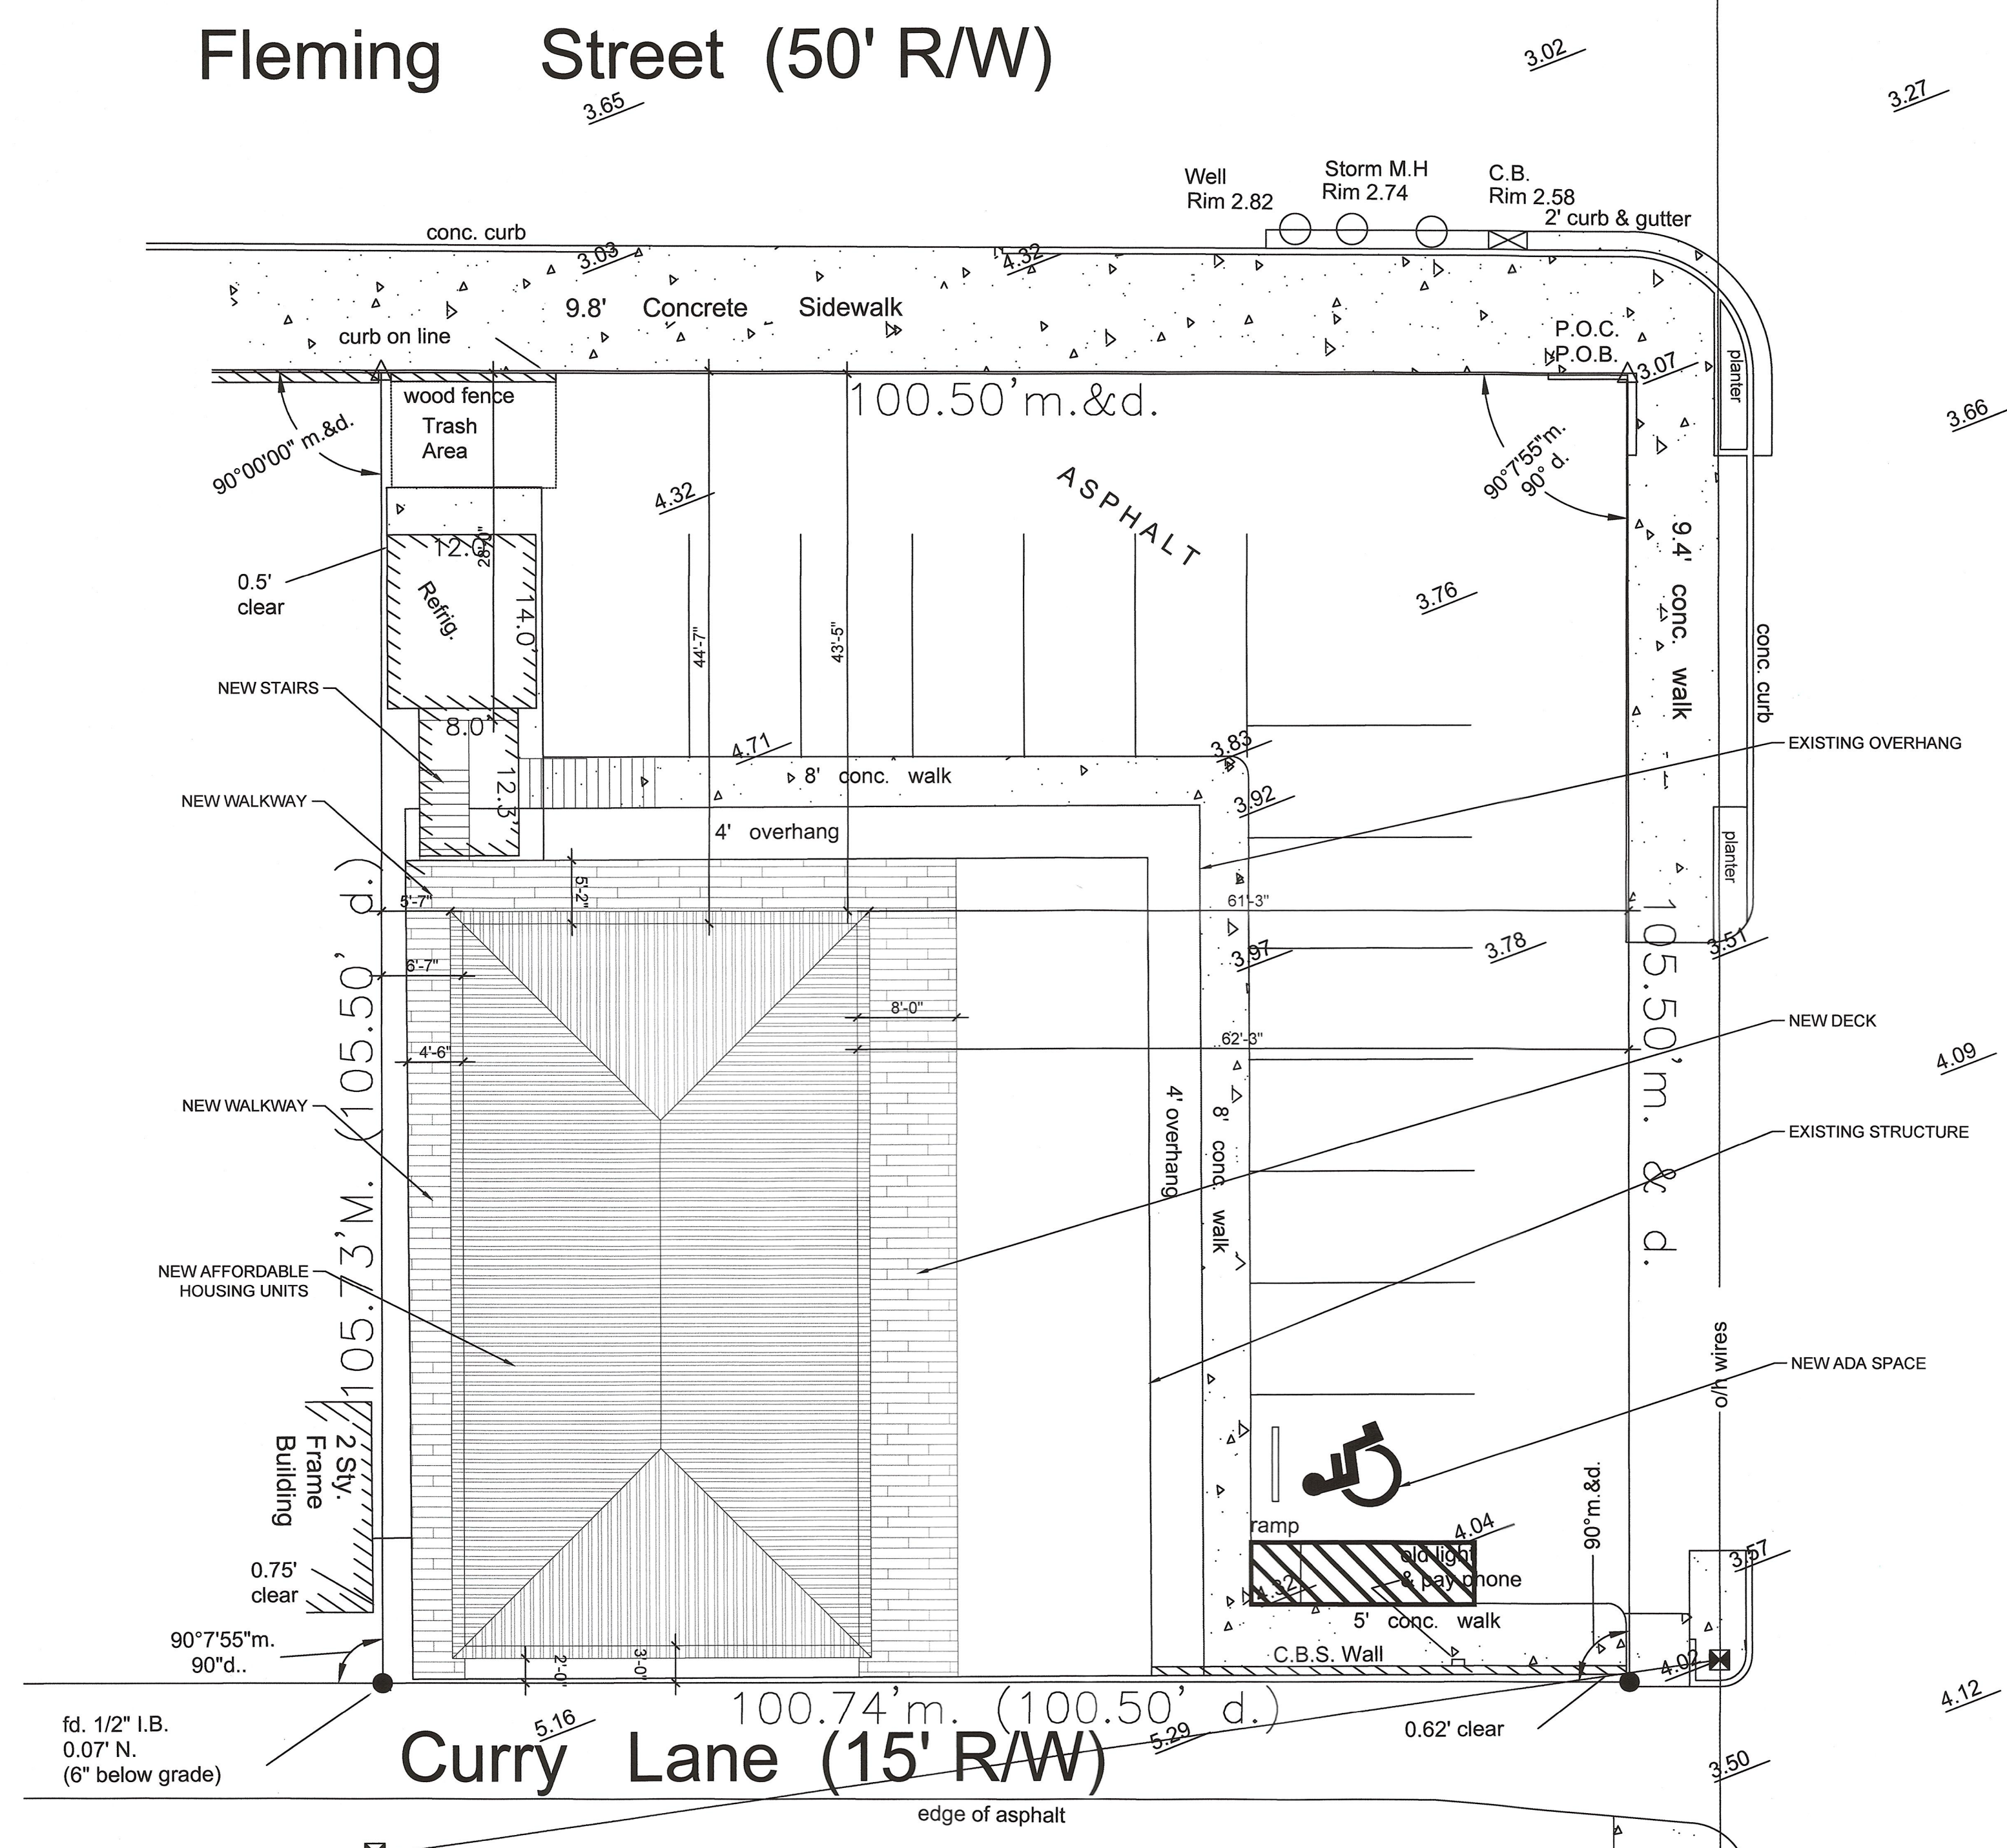 Fleming Street (50' R/W)
3.02
3.27
3.65
Well
Rim 2.82
Storm M.H
Rim 2.74
C.B.
Rim 2.58
2' curb & gutter
conc. curb
3.03
4.32
9.8' Concrete Sidewalk
curb on line
P.O.C.
P.O.B.
3.07
planter
wood fence
Trash
Area
100.50'm.&d.
3.66
90°00'00" m.&d.
90°7'55"m.
90° d.
ASPHALT
4.32
12.0'
28'-0"
0.5'
clear
Refrig.
14.0'
3.76
9.4' conc. walk
conc. curb
44'-7"
43'-5"
NEW STAIRS
8.0'
4.71
3.83
EXISTING OVERHANG
8' conc. walk
12.3'
3.92
NEW WALKWAY
4' overhang
planter
5'-2"
5'-7"
61'-3"
3.97
3.78
3.51
6'-7"
8'-0"
NEW DECK
62'-3"
4'-6"
4.09
105.73'M. (105.50' d.)
105.50'm. & d.
NEW WALKWAY
4' overhang
8' conc. walk
EXISTING STRUCTURE
NEW AFFORDABLE
HOUSING UNITS
o/h wires
NEW ADA SPACE
2 Sty.
Frame
Building
90°m.&d.
ramp
4.04
old light
& pay phone
4.32
3.57
0.75'
clear
5' conc. walk
C.B.S. Wall
90°7'55"m.
90"d..
2'-0"
3'-0"
4.02
100.74'm. (100.50' d.)
4.12
fd. 1/2" I.B.
0.07' N.
(6" below grade)
5.16
5.29
0.62' clear
Curry Lane (15' R/W)
3.50
edge of asphalt